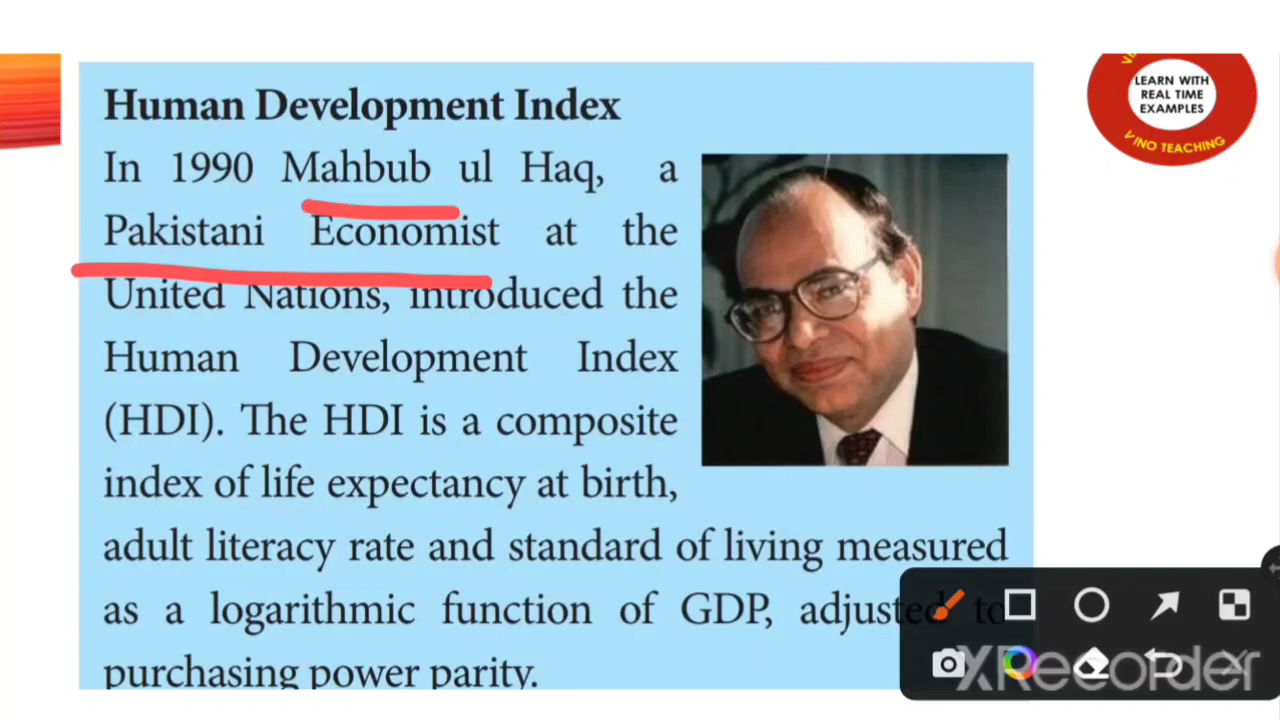 Human Development Index
In 1990 Mahbub ul Haq, a
Pakistani Economist at the
United Nations, introduced the
Human Development Index
(HDI). The HDI is a composite
index of life expectancy at birth,
adult literacy rate and standard of living measured
as a logarithmic function of GDP, adjusted to
purchasing power parity.
LEARN WITH
REAL TIME
EXAMPLES
VINO TEACHING
XRecorder